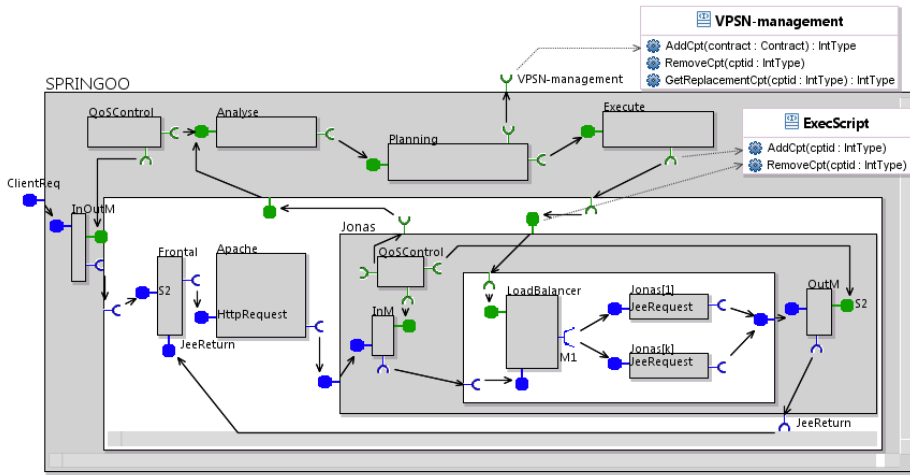 VPSN-management
AddCpt(contract : Contract) : IntType
RemoveCpt(cptid : IntType)
GetReplacementCpt(cptid : IntType) : IntType
VPSN-management
SPRINGOO
QoSControl
Analyse
Execute
Planning
ExecScript
AddCpt(cptid : IntType)
RemoveCpt(cptid : IntType)
ClientReq
InOutM
Jonas
Frontal
Apache
QoSControl
S2
HttpRequest
InM
LoadBalancer
Jonas[1]
JeeRequest
OutM
S2
JeeReturn
M1
Jonas[k]
JeeRequest
JeeReturn